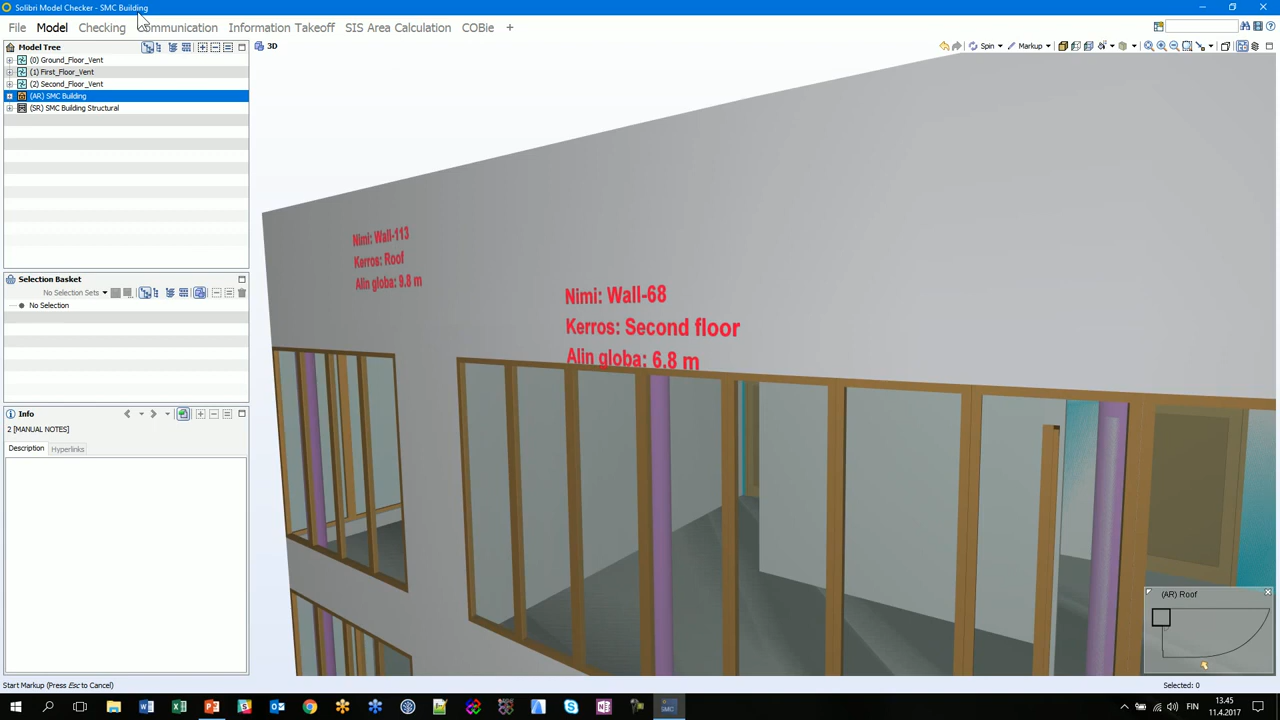 Solibri Model Checker - SMC Building
File Model Checking Communication Information Takeoff SIS Area Calculation COBie +
Model Tree
3D
Spin
Markup
(0) Ground_Floor_Vent
(1) First_Floor_Vent
(2) Second_Floor_Vent
(AR) SMC Building
(SR) SMC Building Structural
Nimi: Wall-113
Kerros: Roof
Alin globa: 9.8 m
Nimi: Wall-68
Kerros: Second floor
Alin globa: 6.8 m
Selection Basket
No Selection Sets
No Selection
Info
2 [MANUAL NOTES]
Description Hyperlinks
(AR) Roof
Start Markup (Press Esc to Cancel)
Selected: 0
FIN
13.45
11.4.2017
SMC